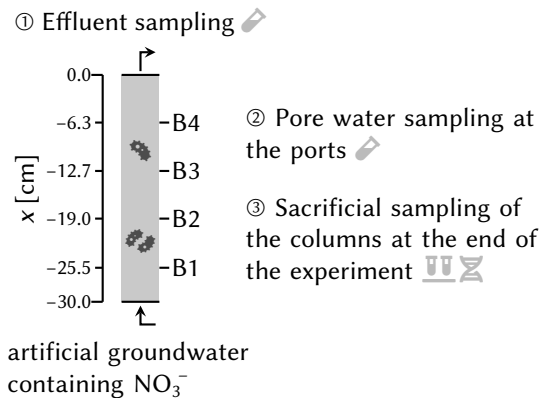 ① Effluent sampling
0.0
−6.3
B4
② Pore water sampling at
the ports
−12.7
B3
x [cm]
−19.0
B2
③ Sacrificial sampling of
the columns at the end of
the experiment
−25.5
B1
−30.0
artificial groundwater
containing NO₃⁻